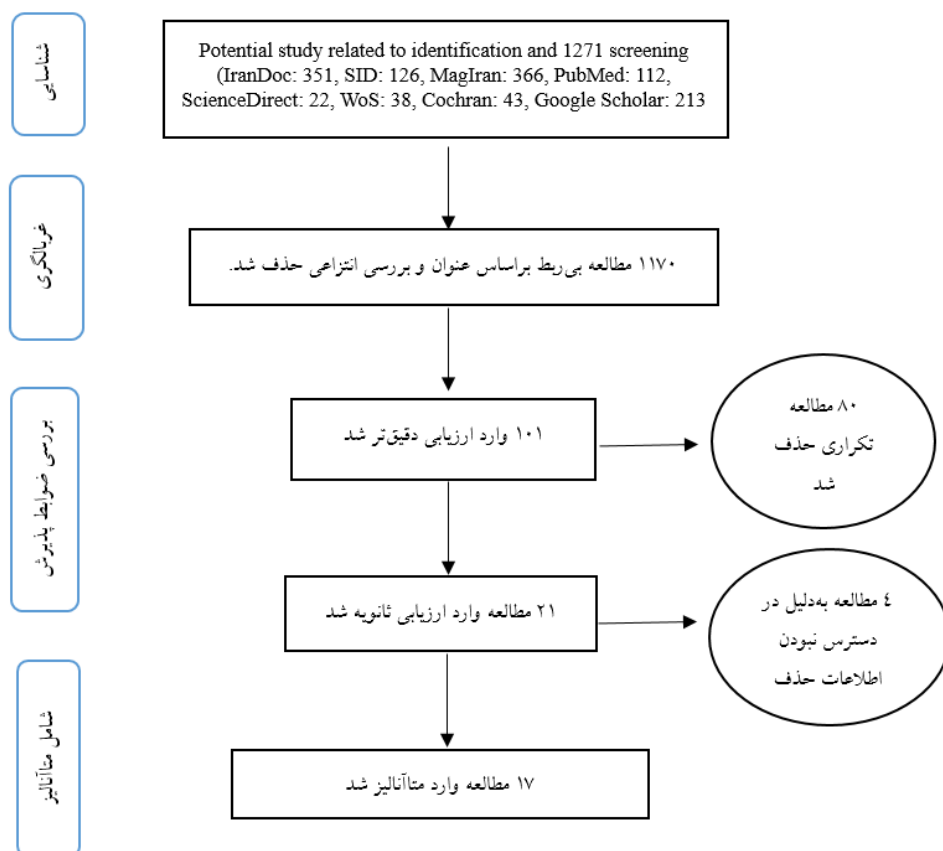 شناسایی
Potential study related to identification and 1271 screening
(IranDoc: 351, SID: 126, MagIran: 366, PubMed: 112,
ScienceDirect: 22, WoS: 38, Cochran: 43, Google Scholar: 213
غربالگری
۱۱۷۰ مطالعه بی‌ربط براساس عنوان و بررسی انتزاعی حذف شد.
بررسی ضوابط پذیرش
۱۰۱ وارد ارزیابی دقیق‌تر شد
۸۰ مطالعه
تکراری حذف
شد
۲۱ مطالعه وارد ارزیابی ثانویه شد
٤ مطالعه به‌دلیل در
دسترس نبودن
اطلاعات حذف
شامل متاآنالیز
۱۷ مطالعه وارد متاآنالیز شد